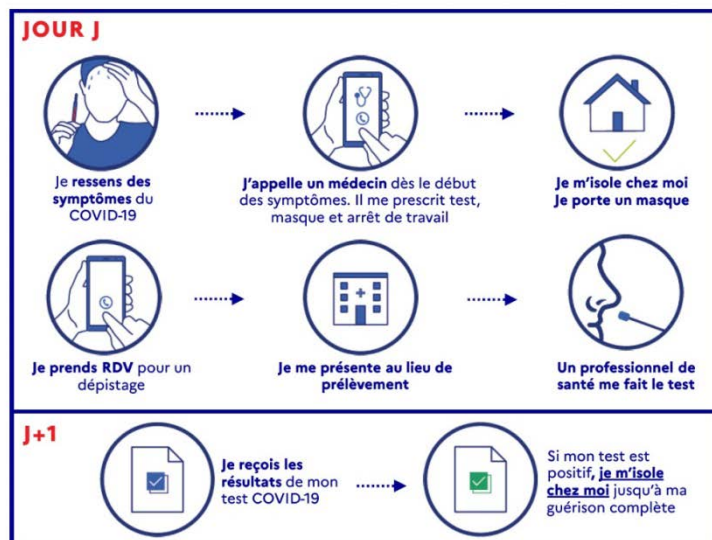 JOUR J
Je ressens des
symptômes du
COVID-19
J'appelle un médecin dès le début
des symptômes. Il me prescrit test,
masque et arrêt de travail
Je m'isole chez moi
Je porte un masque
Je prends RDV pour un
dépistage
Je me présente au lieu de
prélèvement
Un professionnel de
santé me fait le test
J+1
Je reçois les
résultats de mon
test COVID-19
Si mon test est
positif, je m'isole
chez moi jusqu'à ma
guérison complète